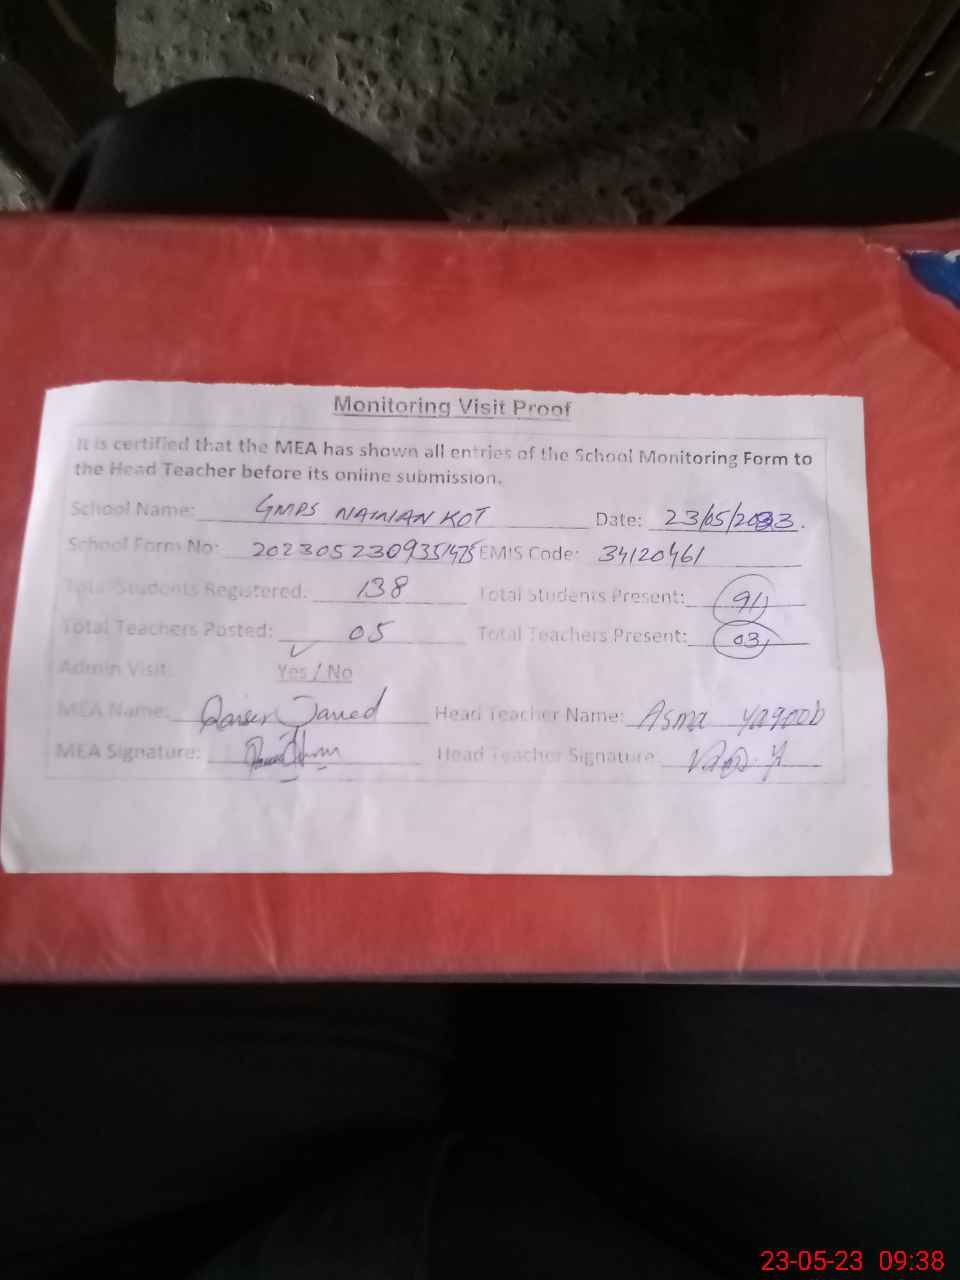 Monitoring Visit Proof
It is certified that the MEA has shown all entries of the School Monitoring Form to
the Head Teacher before its online submission.
School Name: GMPS NAMIAN KOT Date: 23/05/2023.
School Form No: 2023052309351475 EMIS Code: 34120461
Total Students Registered: 138 Total Students Present: 91
Total Teachers Posted: 05 Total Teachers Present: 03
Admin Visit: Yes / No
MEA Name: Qaiser Javed Head Teacher Name: Asma yaqoob
MEA Signature: Head Teacher Signature:
23-05-23 09:38